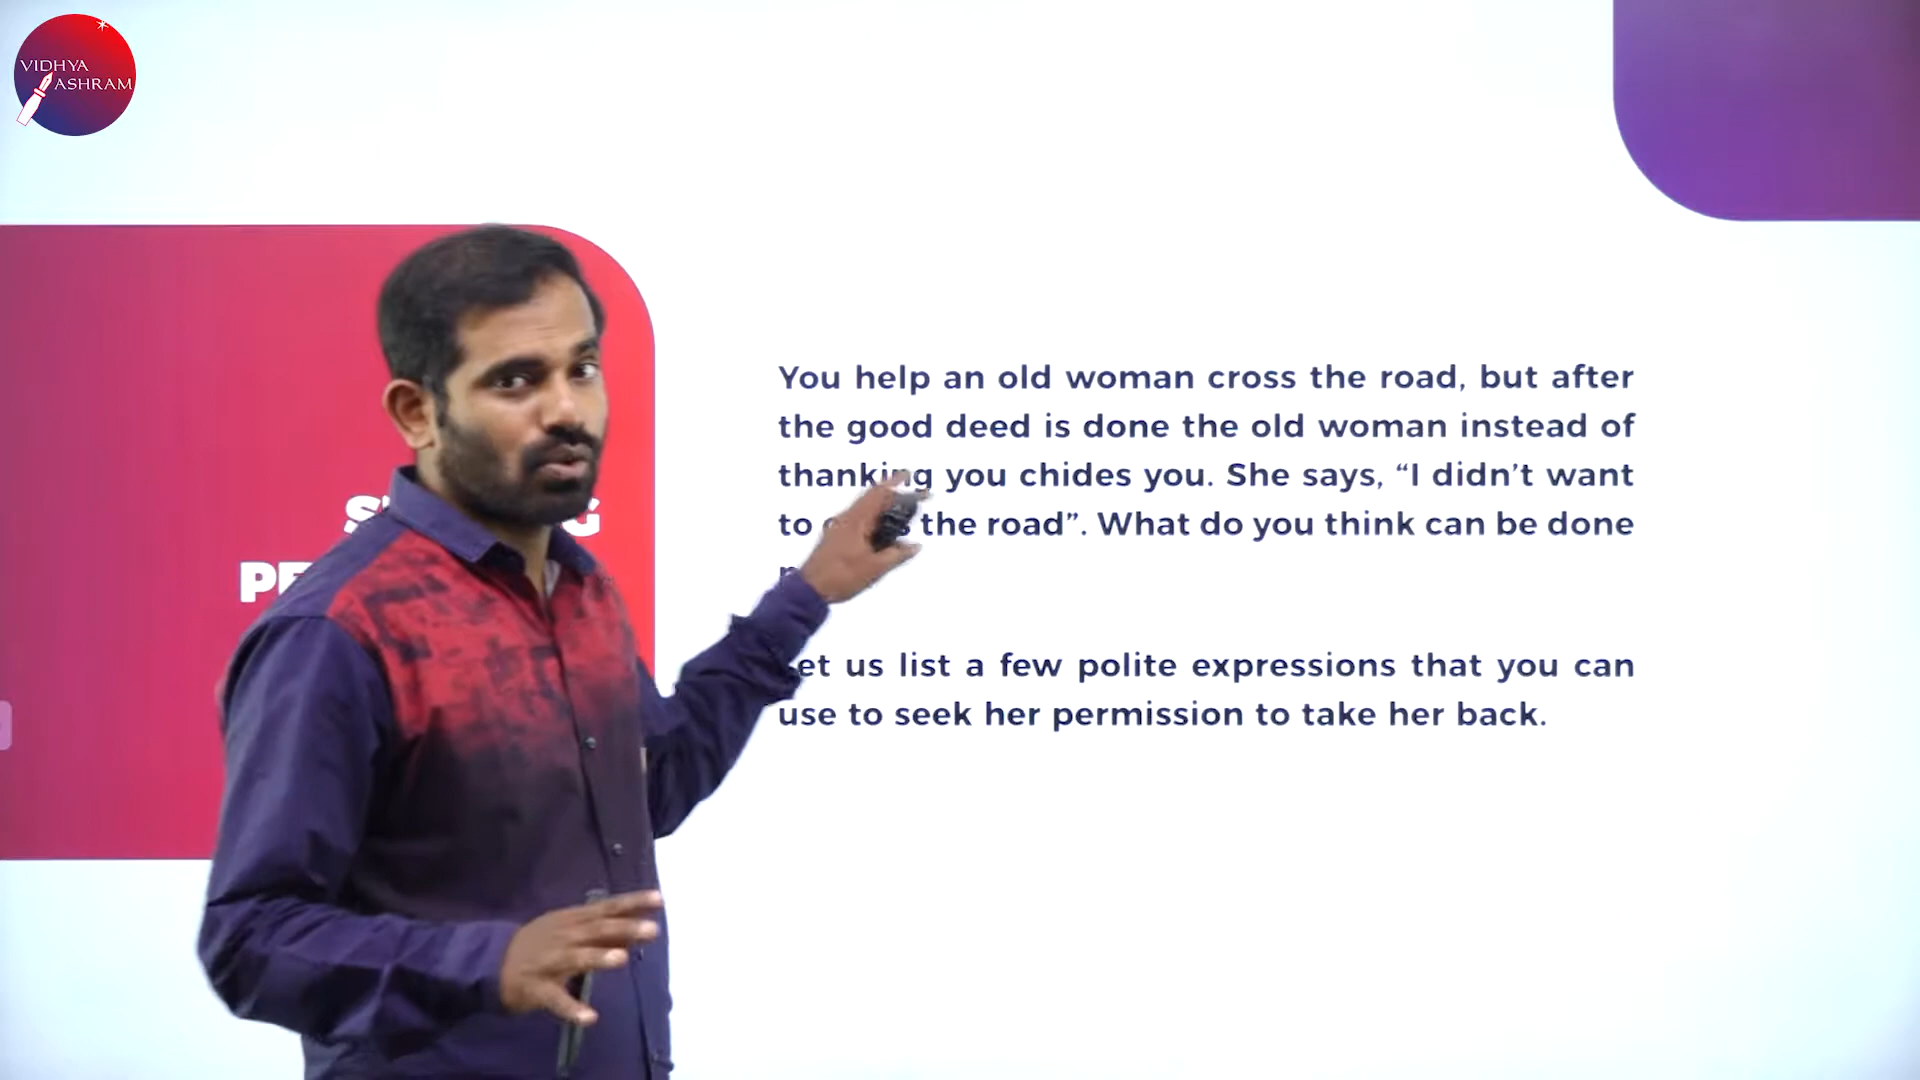 VIDHYA
ASHRAM
You help an old woman cross the road, but after
the good deed is done the old woman instead of
thanking you chides you. She says, “I didn’t want
to the road”. What do you think can be done
us list a few polite expressions that you can
use to seek her permission to take her back.